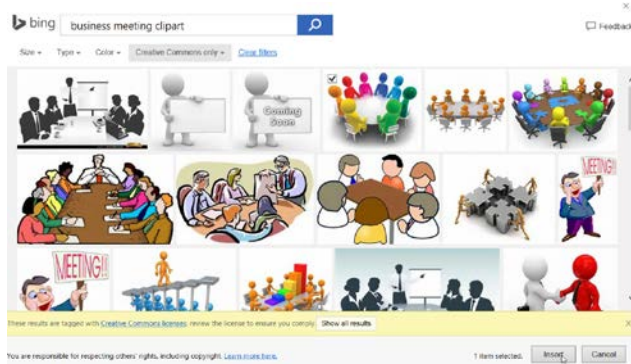 bing
business meeting clipart
Feedback
Size Type Color Creative Commons only Clear filters
Coming
Soon
MEETING!!
MEETING!!
These results are tagged with Creative Commons licenses, review the license to ensure you comply. Show all results
You are responsible for respecting others' rights, including copyright. Learn more here.
1 item selected. Insert Cancel